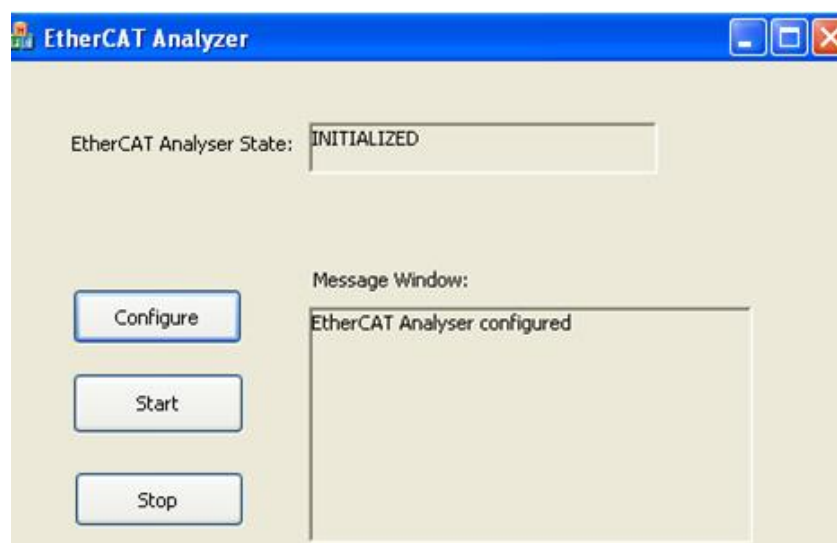 EtherCAT Analyzer
EtherCAT Analyser State:
INITIALIZED
Message Window:
Configure
EtherCAT Analyser configured
Start
Stop